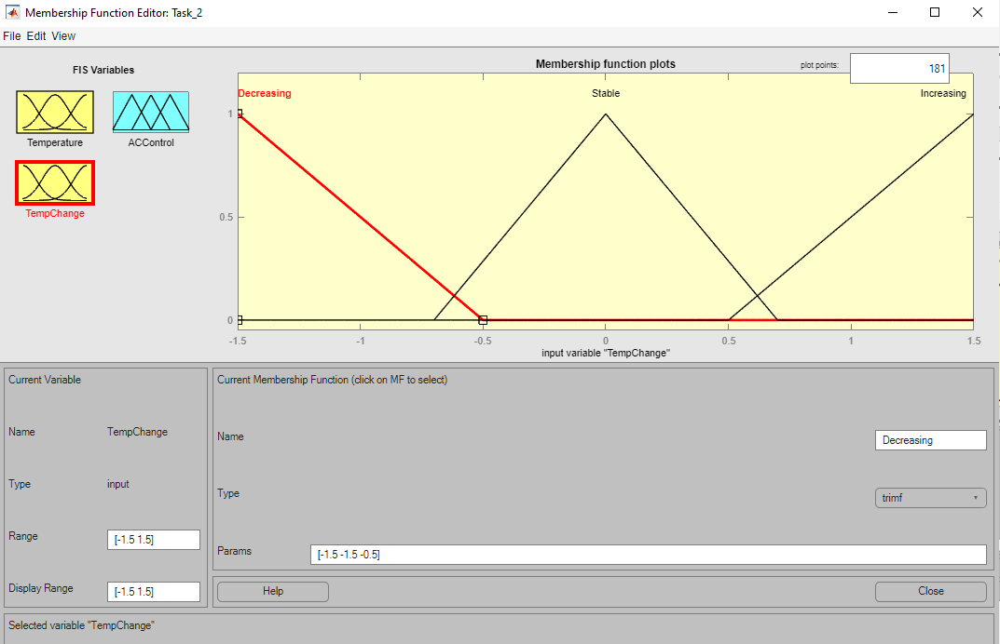 Membership Function Editor: Task_2
File Edit View
FIS Variables
Temperature
ACControl
TempChange
Membership function plots
plot points:
181
Decreasing
Stable
Increasing
1
0.5
0
-1.5 -1 -0.5 0 0.5 1 1.5
input variable "TempChange"
Current Variable
Name TempChange
Type input
Range [-1.5 1.5]
Display Range [-1.5 1.5]
Current Membership Function (click on MF to select)
Name Decreasing
Type trimf
Params [-1.5 -1.5 -0.5]
Help
Close
Selected variable "TempChange"